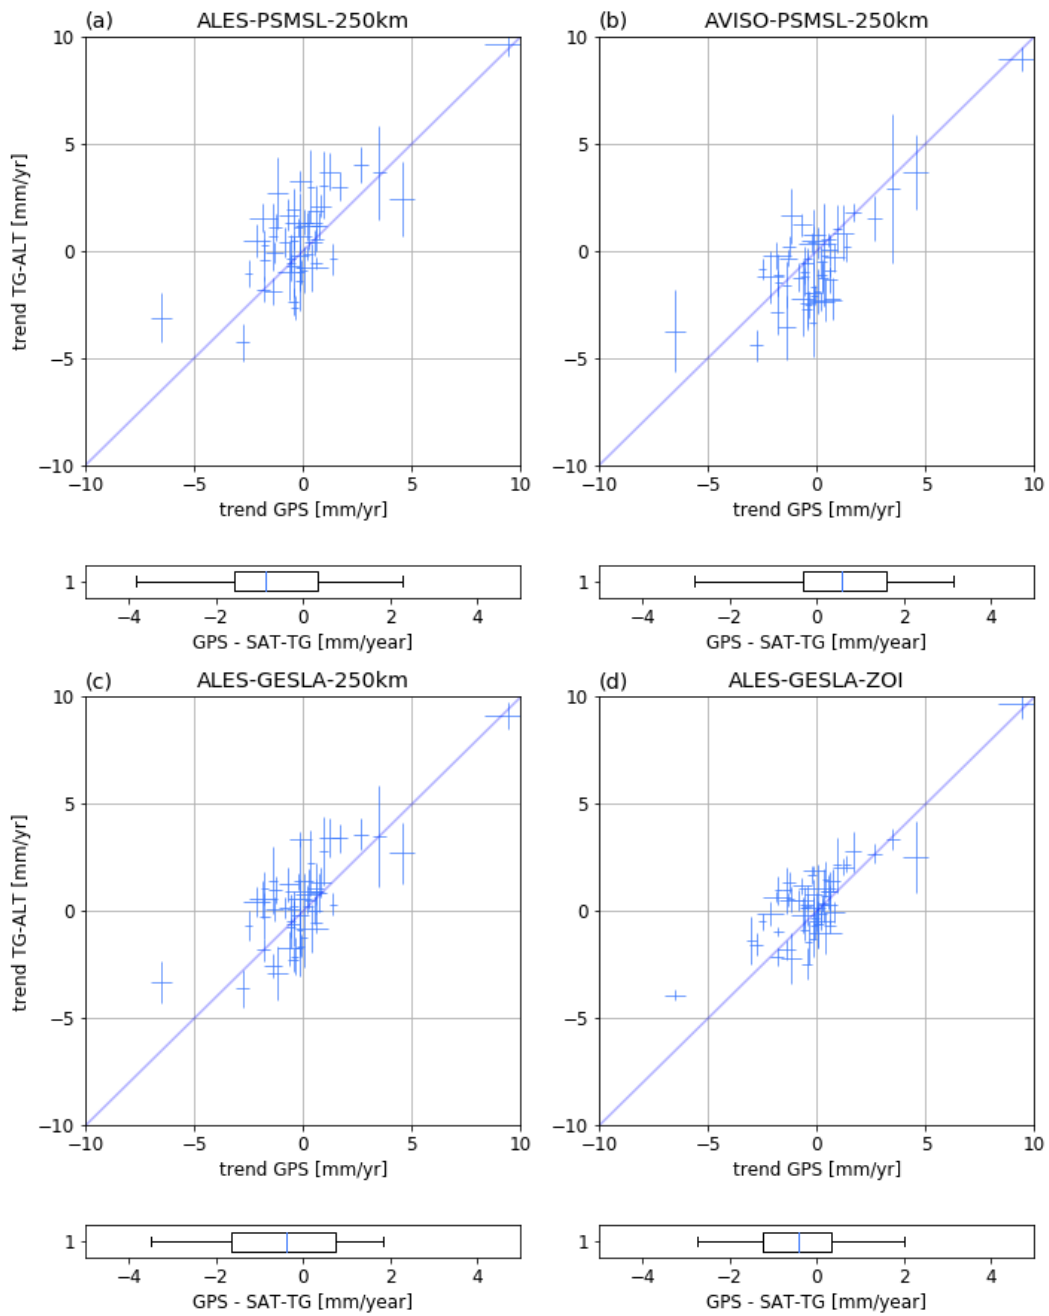 (a) ALES-PSMSL-250km
(b) AVISO-PSMSL-250km
trend TG-ALT [mm/yr]
10
5
0
−5
−10
−10 −5 0 5 10
trend GPS [mm/yr]
10
5
0
−5
−10
−10 −5 0 5 10
trend GPS [mm/yr]
1
−4 −2 0 2 4
GPS - SAT-TG [mm/year]
1
−4 −2 0 2 4
GPS - SAT-TG [mm/year]
(c) ALES-GESLA-250km
(d) ALES-GESLA-ZOI
trend TG-ALT [mm/yr]
10
5
0
−5
−10
−10 −5 0 5 10
trend GPS [mm/yr]
10
5
0
−5
−10
−10 −5 0 5 10
trend GPS [mm/yr]
1
−4 −2 0 2 4
GPS - SAT-TG [mm/year]
1
−4 −2 0 2 4
GPS - SAT-TG [mm/year]